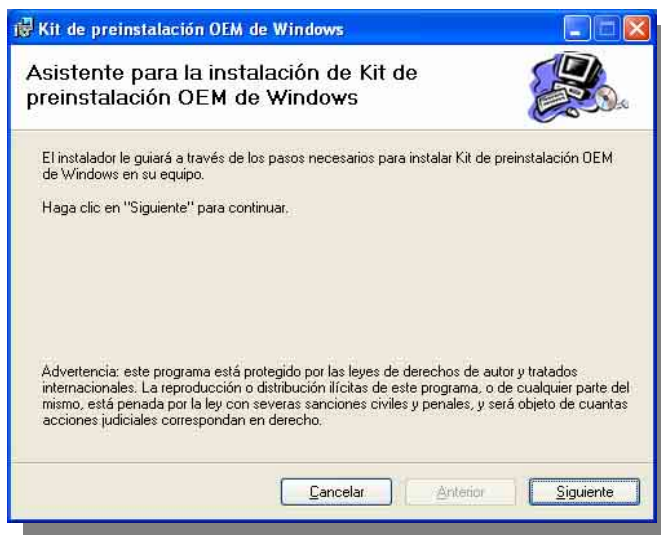 Kit de preinstalación OEM de Windows
Asistente para la instalación de Kit de
preinstalación OEM de Windows
El instalador le guiará a través de los pasos necesarios para instalar Kit de preinstalación OEM
de Windows en su equipo.
Haga clic en "Siguiente" para continuar.
Advertencia: este programa está protegido por las leyes de derechos de autor y tratados
internacionales. La reproducción o distribución ilícitas de este programa, o de cualquier parte del
mismo, está penada por la ley con severas sanciones civiles y penales, y será objeto de cuantas
acciones judiciales correspondan en derecho.
Cancelar
Anterior
Siguiente